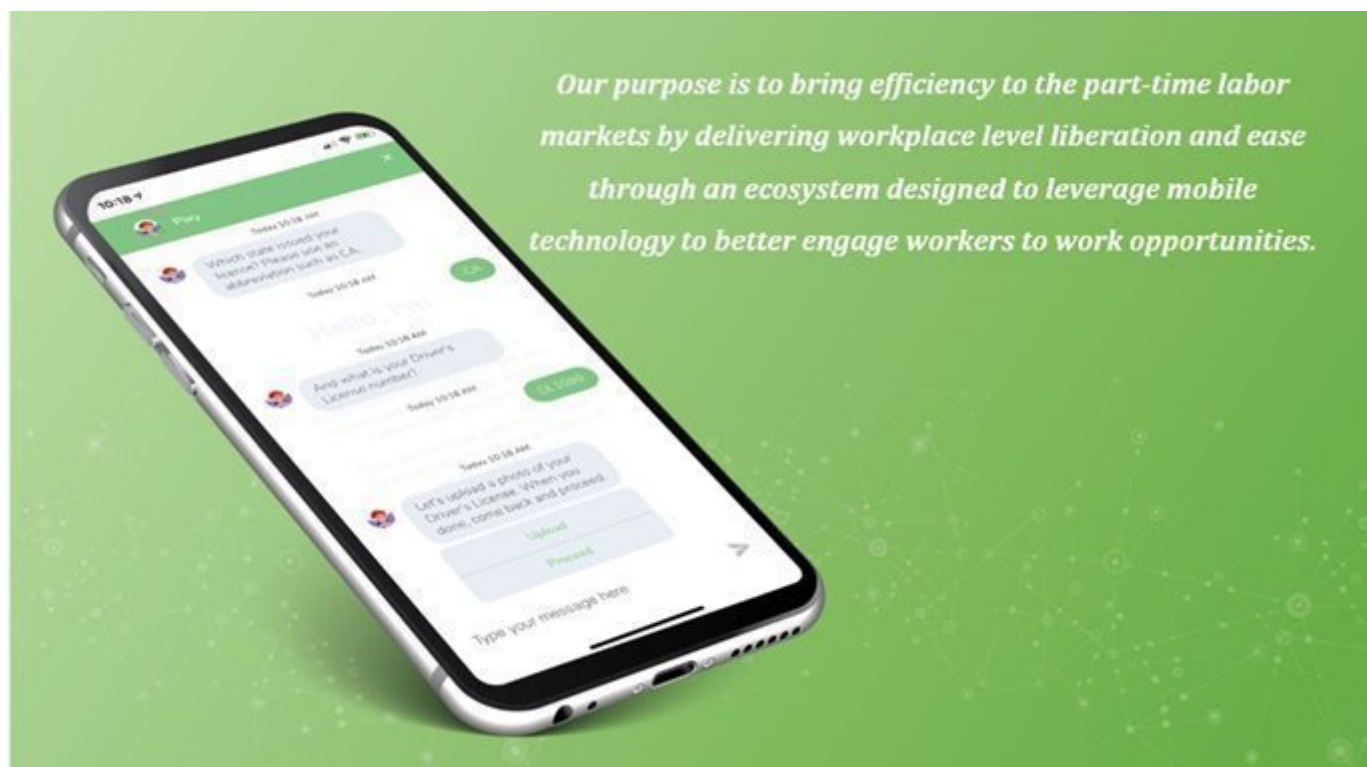 Our purpose is to bring efficiency to the part-time labor
markets by delivering workplace level liberation and ease
through an ecosystem designed to leverage mobile
technology to better engage workers to work opportunities.
10:18
Today 10:18 AM
Which state issued your
license? Please use an
abbreviation such as CA.
CA
Today 10:18 AM
Hello, I'm
Today 10:18 AM
And what is your Driver's
License number?
Today 10:18 AM
Today 10:18 AM
Let's upload a photo of your
Driver's License. When you
done, come back and proceed.
Upload
Proceed
Type your message here